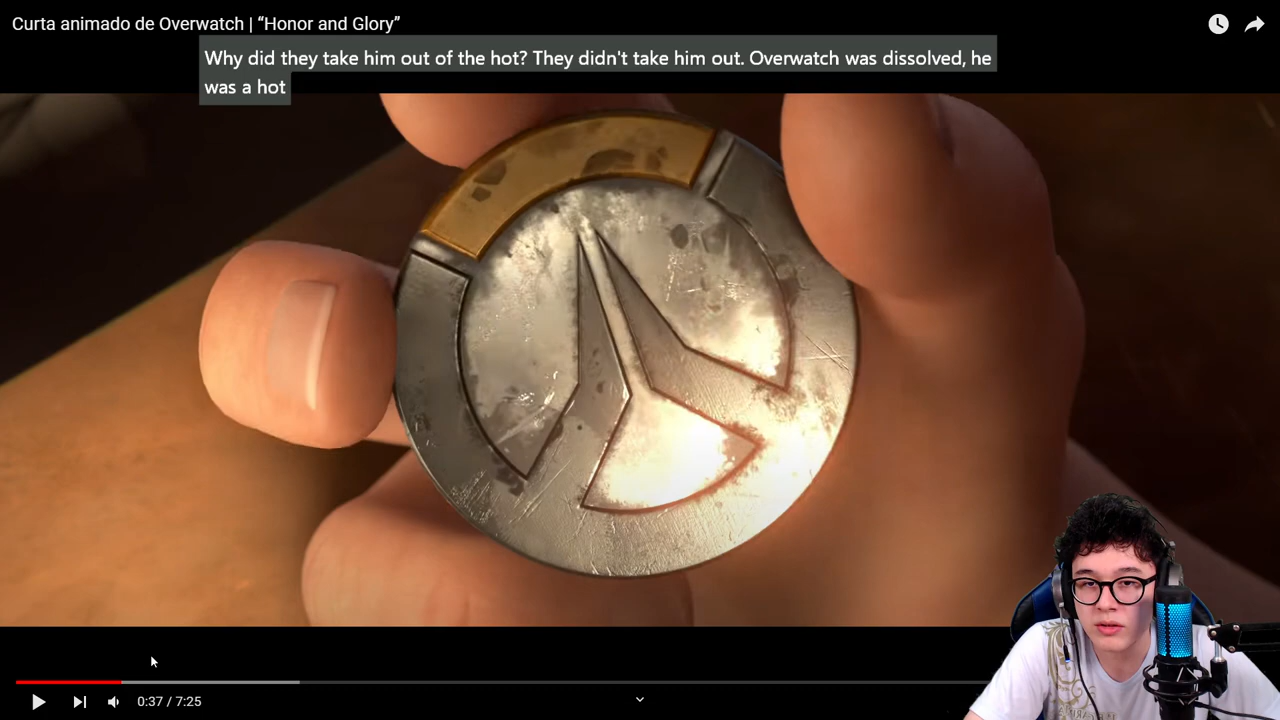 Curta animado de Overwatch | “Honor and Glory”
Why did they take him out of the hot? They didn't take him out. Overwatch was dissolved, he
was a hot
0:37 / 7:25